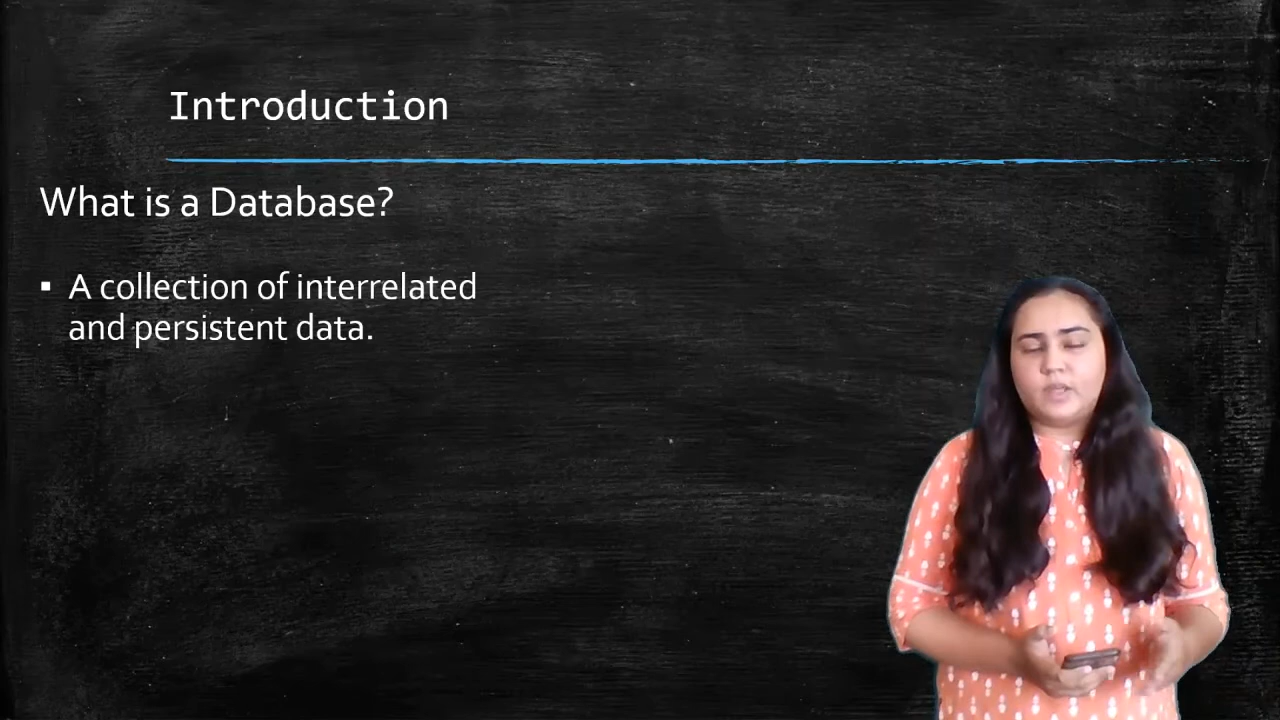 Introduction
What is a Database?
▪ A collection of interrelated
and persistent data.